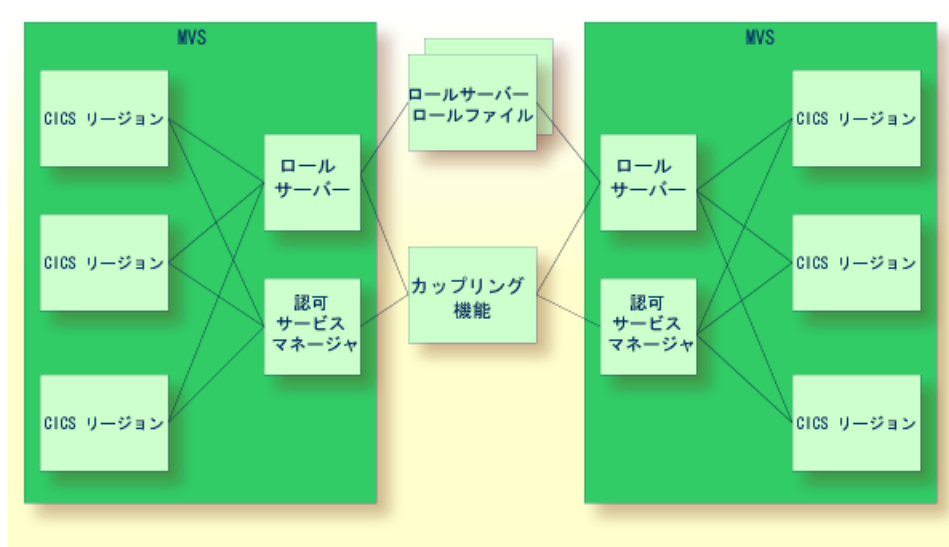 MVS
CICS リージョン
CICS リージョン
CICS リージョン
ロール
サーバー
認可
サービス
マネージャ
ロールサーバー
ロールファイル
カップリング
機能
MVS
ロール
サーバー
認可
サービス
マネージャ
CICS リージョン
CICS リージョン
CICS リージョン